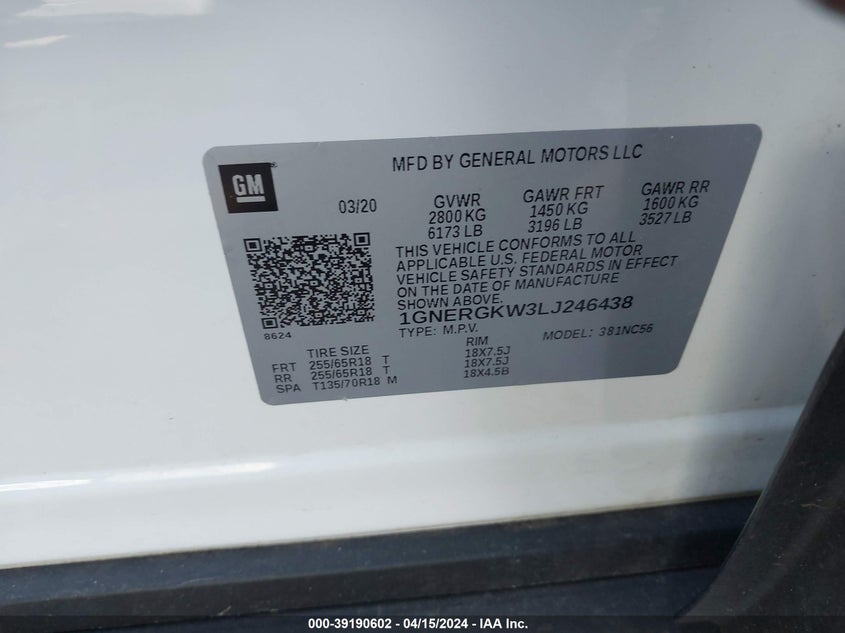 MFD BY GENERAL MOTORS LLC
GM
®
03/20 GVWR GAWR FRT GAWR RR
2800 KG 1450 KG 1600 KG
6173 LB 3196 LB 3527 LB
THIS VEHICLE CONFORMS TO ALL
APPLICABLE U.S. FEDERAL MOTOR
VEHICLE SAFETY STANDARDS IN EFFECT
ON THE DATE OF MANUFACTURE
SHOWN ABOVE.
1GNERGKW3LJ246438
8624
TYPE: M.P.V. MODEL: 381NC56
TIRE SIZE RIM
FRT 255/65R18 T 18X7.5J
RR 255/65R18 T 18X7.5J
SPA T135/70R18 M 18X4.5B
000-39190602 - 04/15/2024 - IAA Inc.